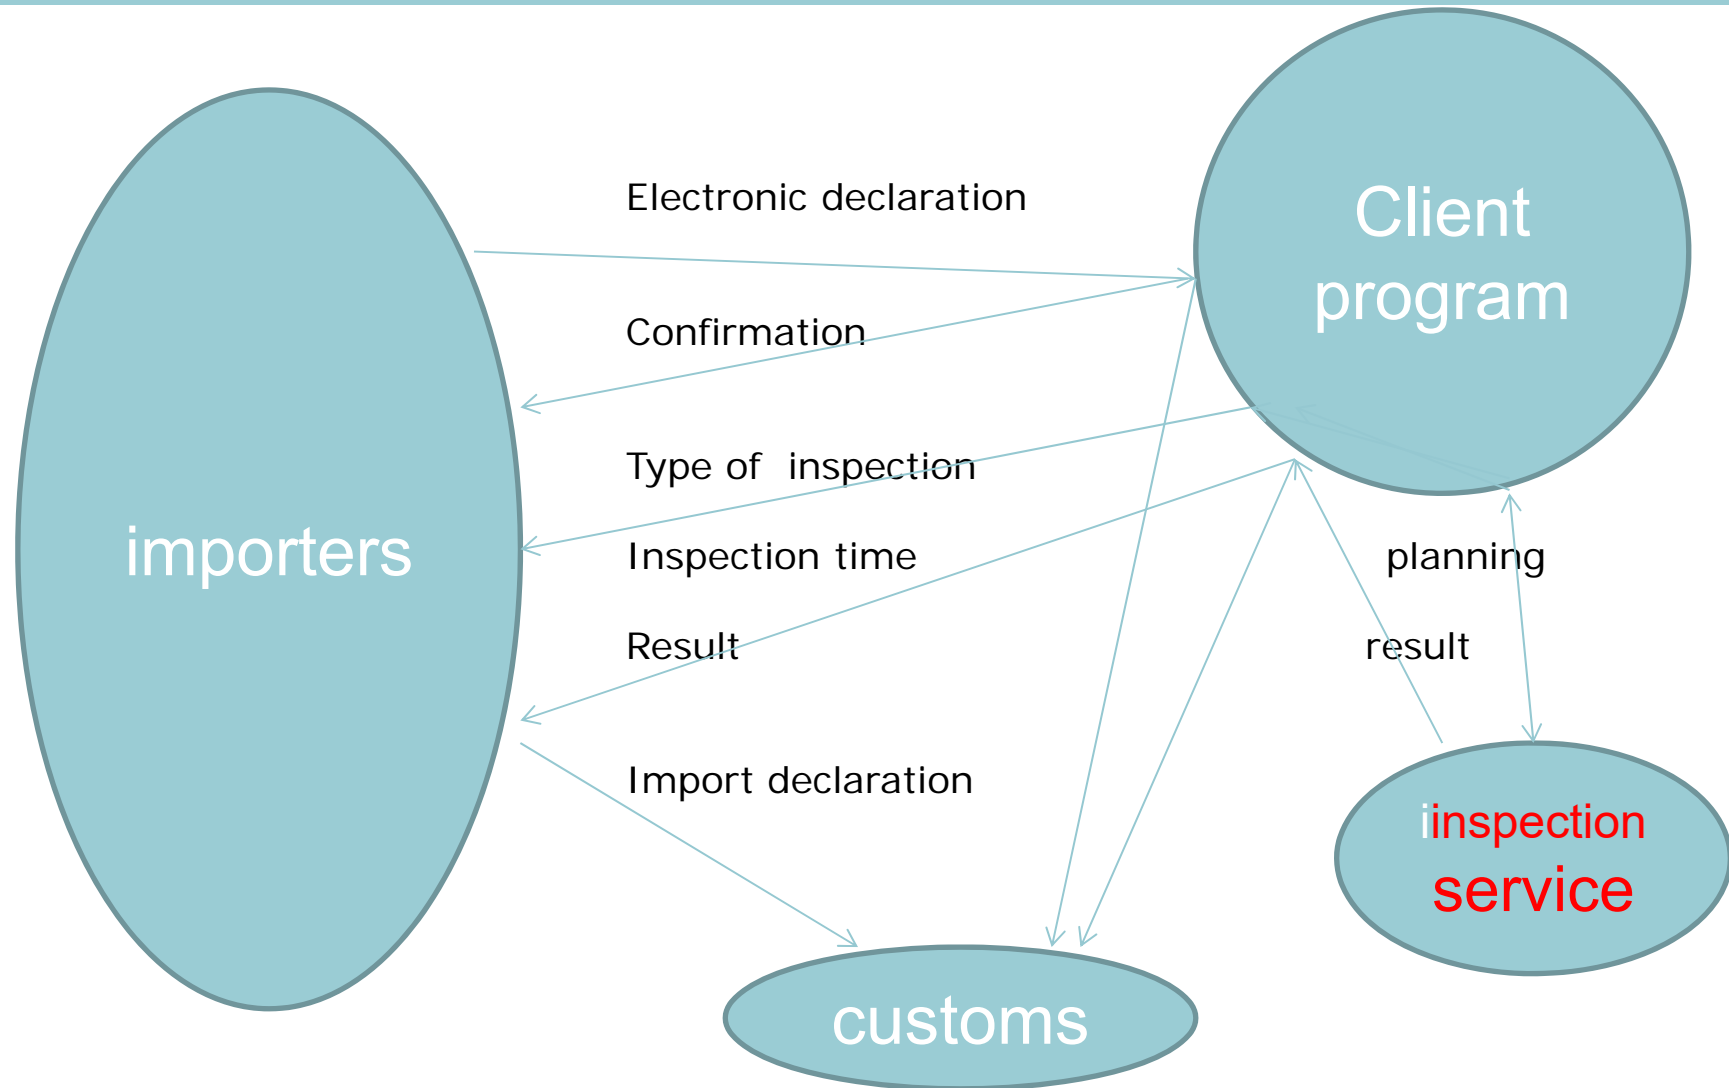 Electronic declaration
Client
program
Confirmation
Type of  inspection
importers
Inspection time
planning
Result
result
Import declaration
iinspection
service
customs